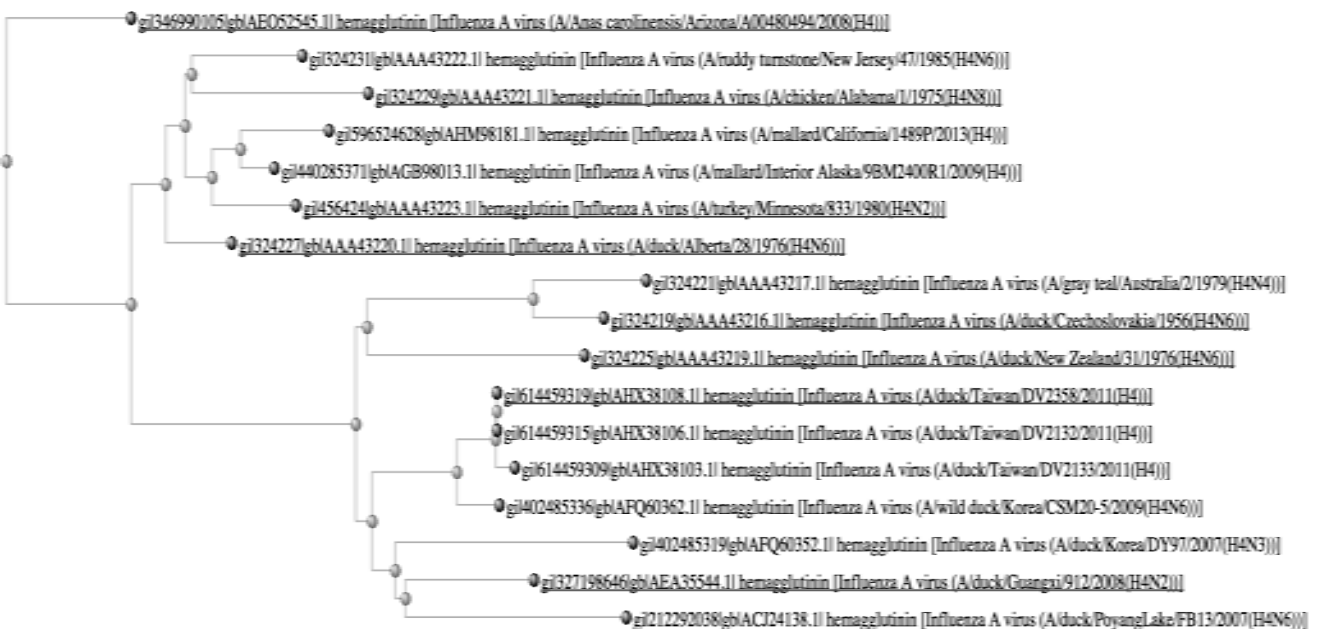 gi|346990105|gb|AEO52545.1| hemagglutinin [Influenza A virus (A/Anas carolinensis/Arizona/A00480494/2008(H4))]
gi|324231|gb|AAA43222.1| hemagglutinin [Influenza A virus (A/ruddy turnstone/New Jersey/47/1985(H4N6))]
gi|324229|gb|AAA43221.1| hemagglutinin [Influenza A virus (A/chicken/Alabama/1/1975(H4N8))]
gi|596524628|gb|AHM98181.1| hemagglutinin [Influenza A virus (A/mallard/California/1489P/2013(H4))]
gi|440285371|gb|AGB98013.1| hemagglutinin [Influenza A virus (A/mallard/Interior Alaska/9BM2400R1/2009(H4))]
gi|456424|gb|AAA43223.1| hemagglutinin [Influenza A virus (A/turkey/Minnesota/833/1980(H4N2))]
gi|324227|gb|AAA43220.1| hemagglutinin [Influenza A virus (A/duck/Alberta/28/1976(H4N6))]
gi|324221|gb|AAA43217.1| hemagglutinin [Influenza A virus (A/gray teal/Australia/2/1979(H4N4))]
gi|324219|gb|AAA43216.1| hemagglutinin [Influenza A virus (A/duck/Czechoslovakia/1956(H4N6))]
gi|324225|gb|AAA43219.1| hemagglutinin [Influenza A virus (A/duck/New Zealand/31/1976(H4N6))]
gi|614459319|gb|AHX38108.1| hemagglutinin [Influenza A virus (A/duck/Taiwan/DV2358/2011(H4))]
gi|614459315|gb|AHX38106.1| hemagglutinin [Influenza A virus (A/duck/Taiwan/DV2132/2011(H4))]
gi|614459309|gb|AHX38103.1| hemagglutinin [Influenza A virus (A/duck/Taiwan/DV2133/2011(H4))]
gi|402485336|gb|AFQ60362.1| hemagglutinin [Influenza A virus (A/wild duck/Korea/CSM20-5/2009(H4N6))]
gi|402485319|gb|AFQ60352.1| hemagglutinin [Influenza A virus (A/duck/Korea/DY97/2007(H4N3))]
gi|327198646|gb|AEA35544.1| hemagglutinin [Influenza A virus (A/duck/Guangxi/912/2008(H4N2))]
gi|212292038|gb|ACJ24138.1| hemagglutinin [Influenza A virus (A/duck/PoyangLake/FB13/2007(H4N6))]